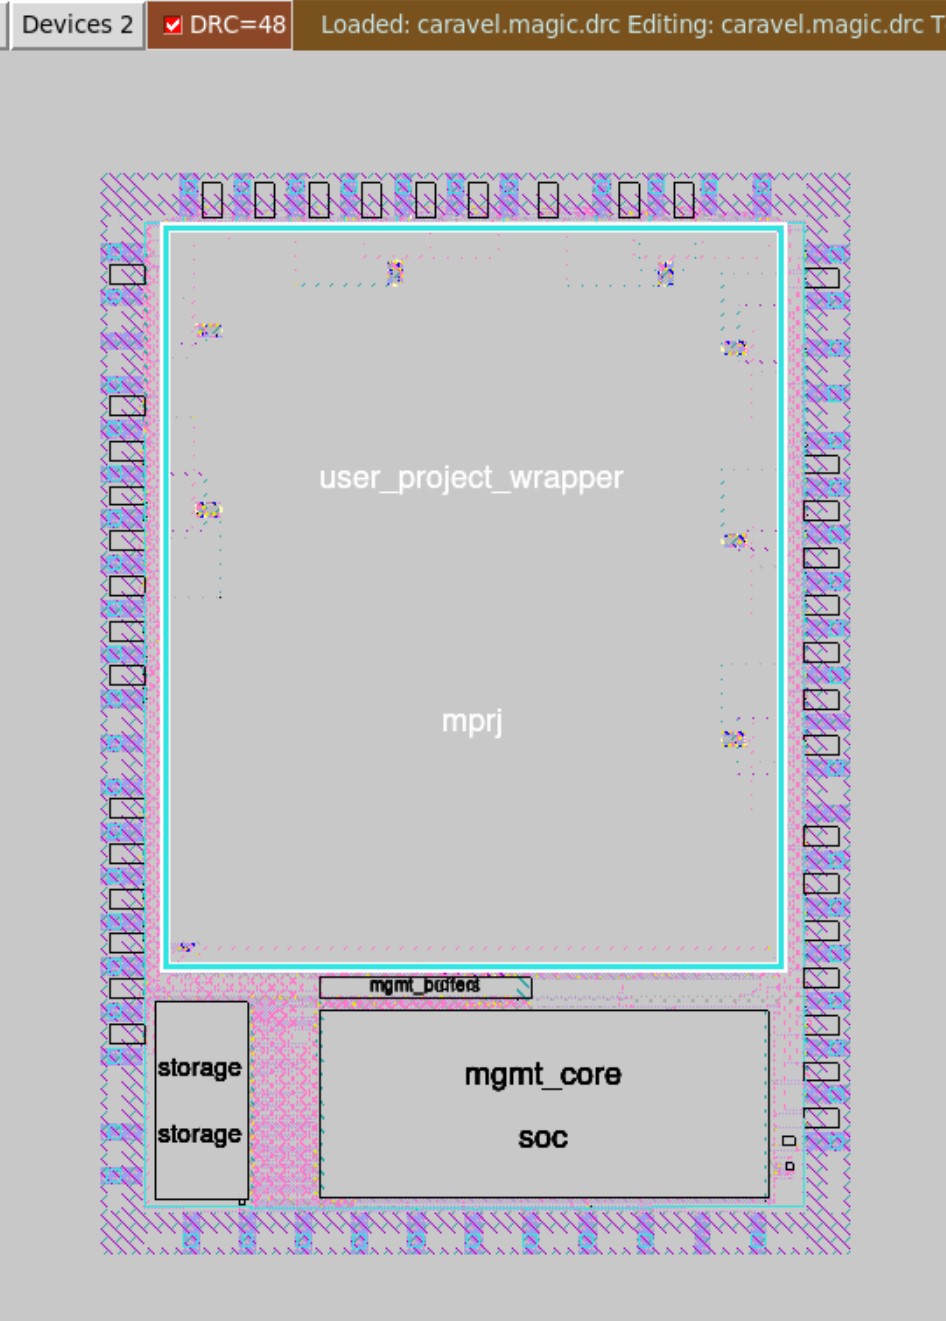 Devices 2
DRC=48
Loaded: caravel.magic.drc Editing: caravel.magic.drc T
user_project_wrapper
mprj
mgmt_buffers
mgmt_core
soc
storage
storage